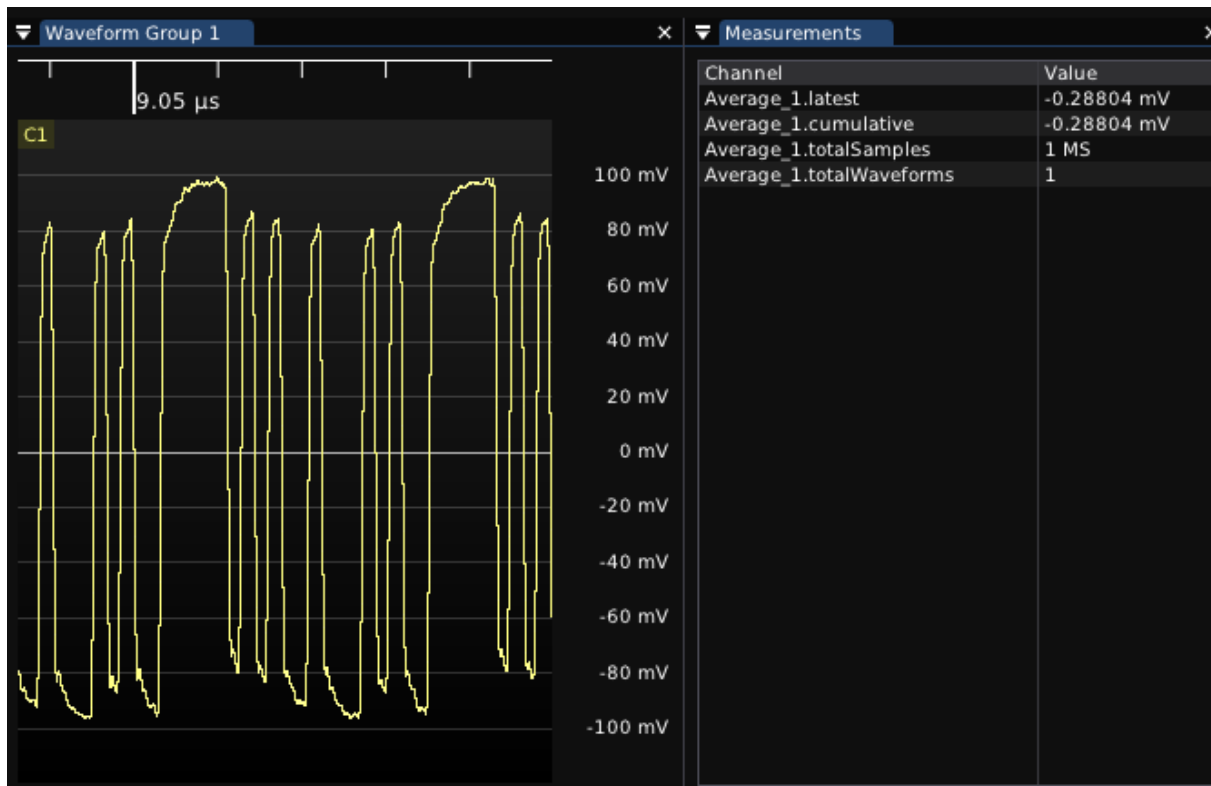 Waveform Group 1
9.05 µs
C1
100 mV
80 mV
60 mV
40 mV
20 mV
0 mV
-20 mV
-40 mV
-60 mV
-80 mV
-100 mV
Measurements
Channel Value
Average_1.latest -0.28804 mV
Average_1.cumulative -0.28804 mV
Average_1.totalSamples 1 MS
Average_1.totalWaveforms 1